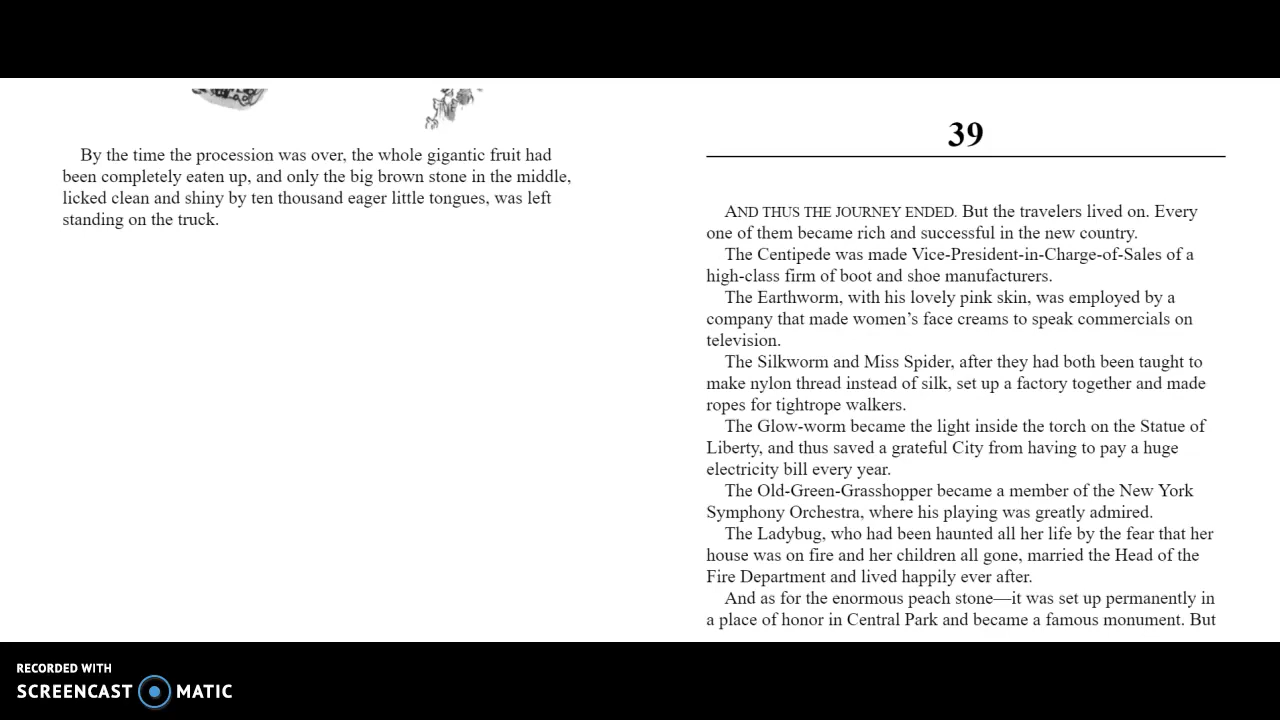 By the time the procession was over, the whole gigantic fruit had
been completely eaten up, and only the big brown stone in the middle,
licked clean and shiny by ten thousand eager little tongues, was left
standing on the truck.
39
AND THUS THE JOURNEY ENDED. But the travelers lived on. Every
one of them became rich and successful in the new country.
The Centipede was made Vice-President-in-Charge-of-Sales of a
high-class firm of boot and shoe manufacturers.
The Earthworm, with his lovely pink skin, was employed by a
company that made women’s face creams to speak commercials on
television.
The Silkworm and Miss Spider, after they had both been taught to
make nylon thread instead of silk, set up a factory together and made
ropes for tightrope walkers.
The Glow-worm became the light inside the torch on the Statue of
Liberty, and thus saved a grateful City from having to pay a huge
electricity bill every year.
The Old-Green-Grasshopper became a member of the New York
Symphony Orchestra, where his playing was greatly admired.
The Ladybug, who had been haunted all her life by the fear that her
house was on fire and her children all gone, married the Head of the
Fire Department and lived happily ever after.
And as for the enormous peach stone—it was set up permanently in
a place of honor in Central Park and became a famous monument. But
RECORDED WITH
SCREENCAST MATIC